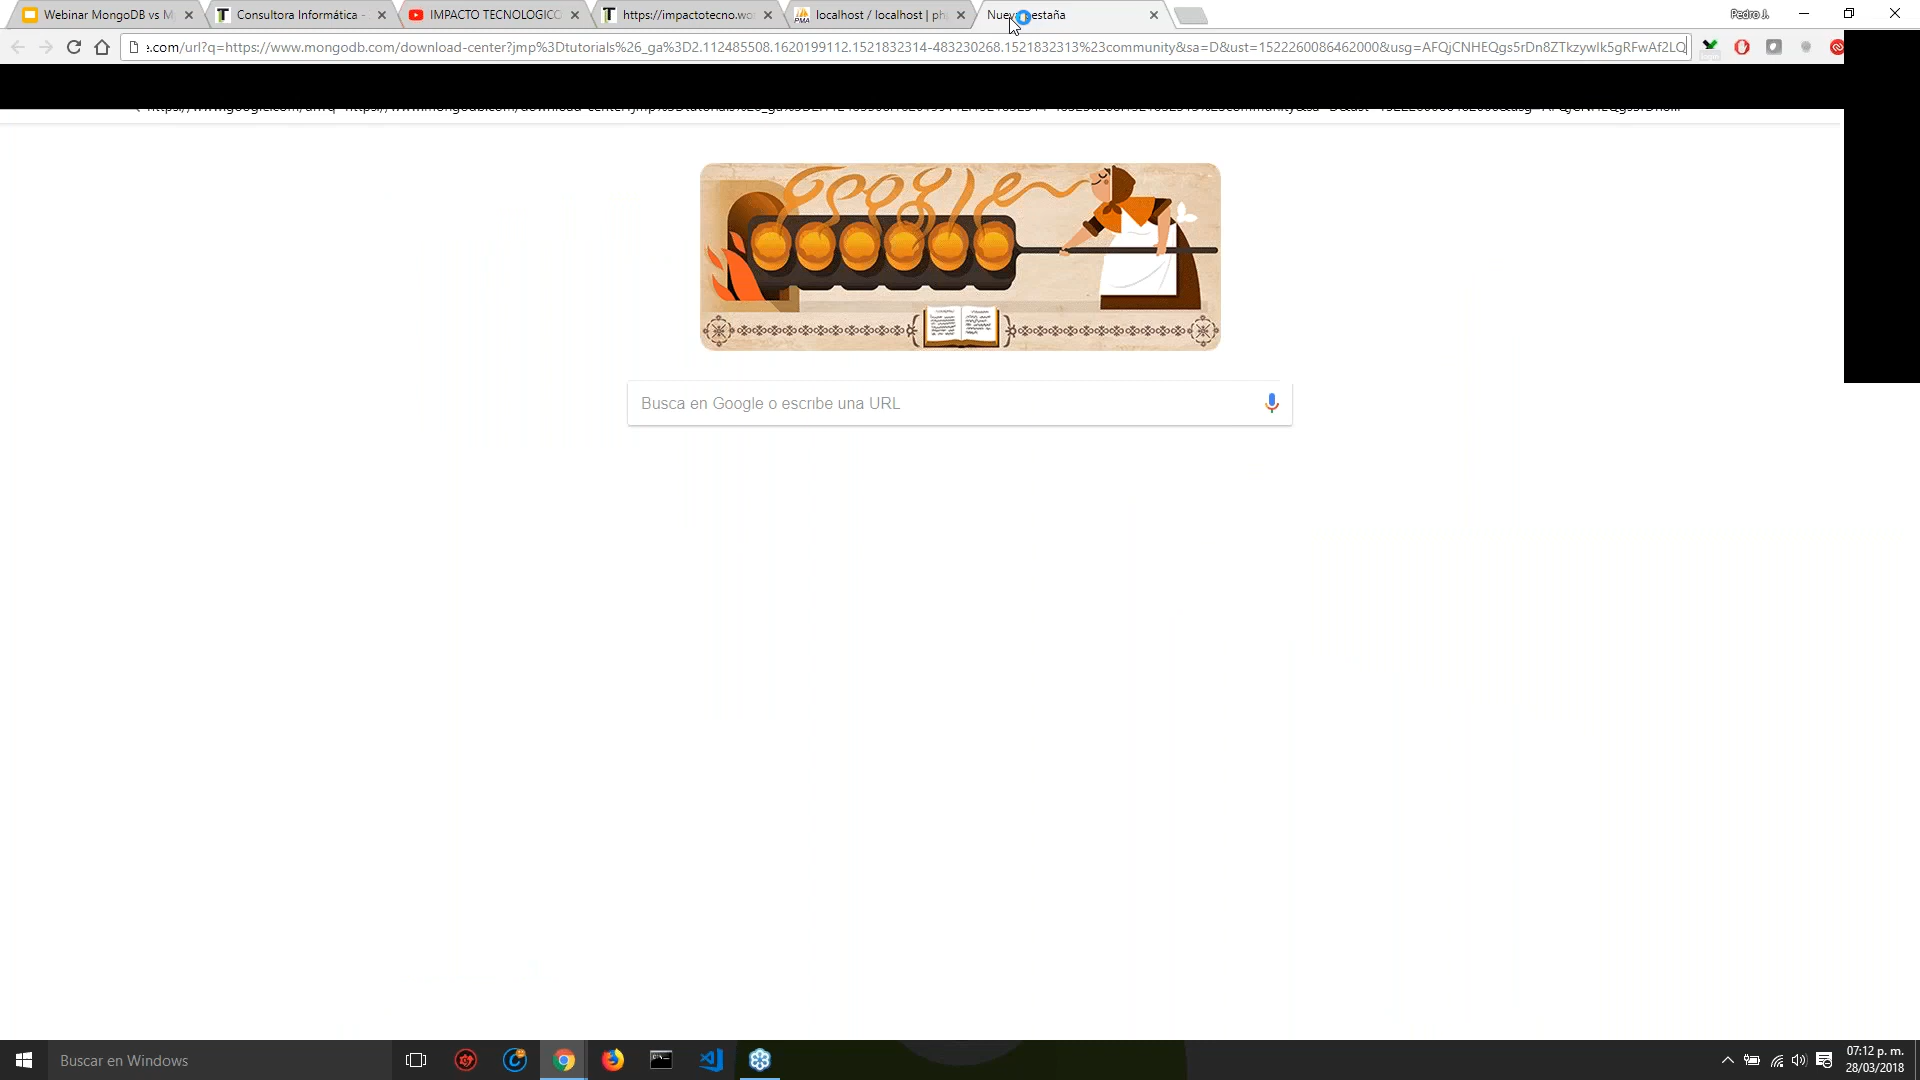 Webinar MongoDB vs M
Consultora Informática -
IMPACTO TECNOLOGICO
https://impactotecno.wo
localhost / localhost | ph
Pedro J.
e.com/url?q=https://www.mongodb.com/download-center?jmp%3Dtutorials%26_ga%3D2.112485508.1620199112.1521832314-483230268.1521832313%23community&sa=D&ust=1522260086462000&usg=AFQjCNHEQgs5rDn8ZTkzywlk5gRFwAf2LQ
Google
Busca en Google o escribe una URL
Buscar en Windows
07:12 p. m.
28/03/2018